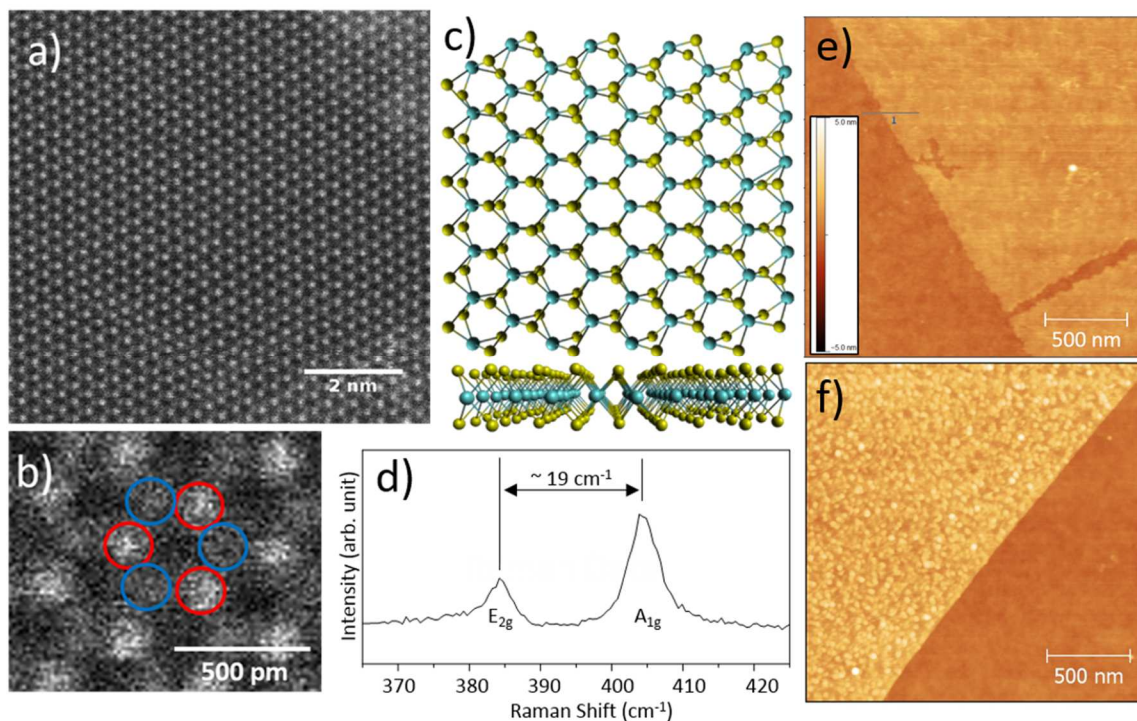 a)
2 nm
b)
500 pm
c)
d)
~ 19 cm⁻¹
E₂g
A₁g
Intensity (arb. unit)
370 380 390 400 410 420
Raman Shift (cm⁻¹)
e)
1
5.0 nm
-5.0 nm
500 nm
f)
500 nm